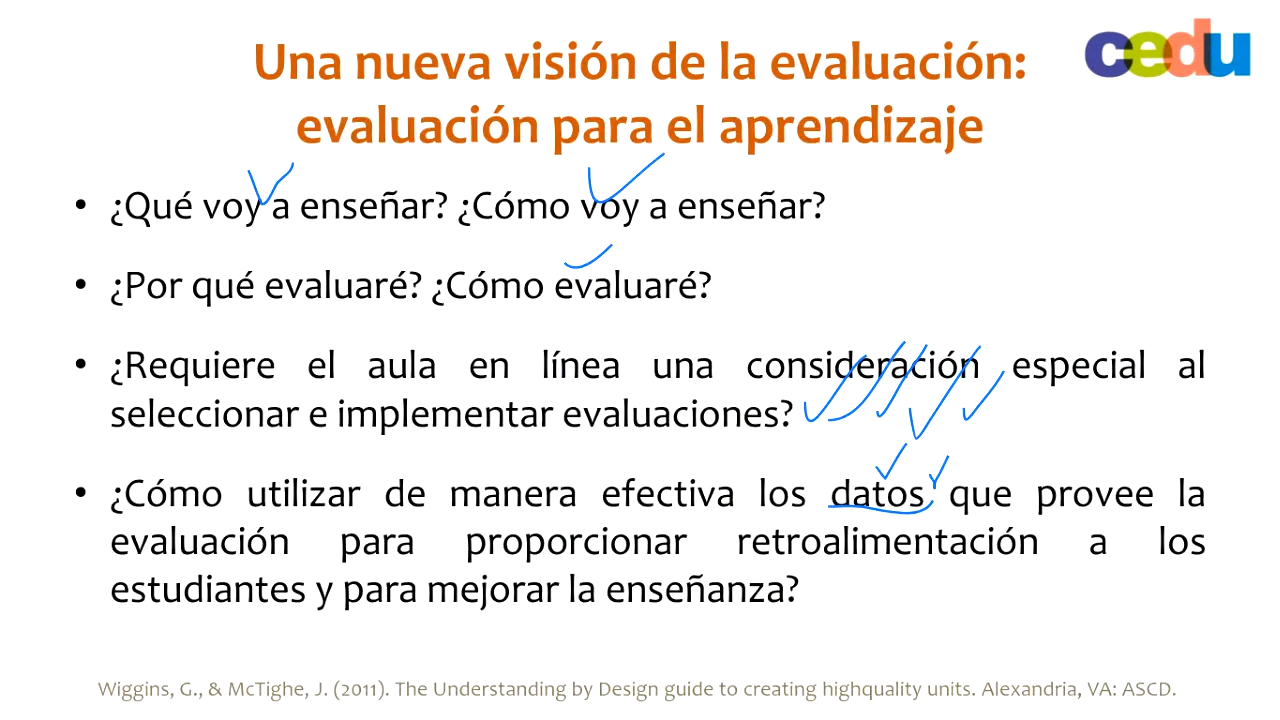 cedu
Una nueva visión de la evaluación:
evaluación para el aprendizaje
• ¿Qué voy a enseñar? ¿Cómo voy a enseñar?
• ¿Por qué evaluaré? ¿Cómo evaluaré?
• ¿Requiere el aula en línea una consideración especial al
seleccionar e implementar evaluaciones?
• ¿Cómo utilizar de manera efectiva los datos que provee la
evaluación para proporcionar retroalimentación a los
estudiantes y para mejorar la enseñanza?
Wiggins, G., & McTighe, J. (2011). The Understanding by Design guide to creating highquality units. Alexandria, VA: ASCD.